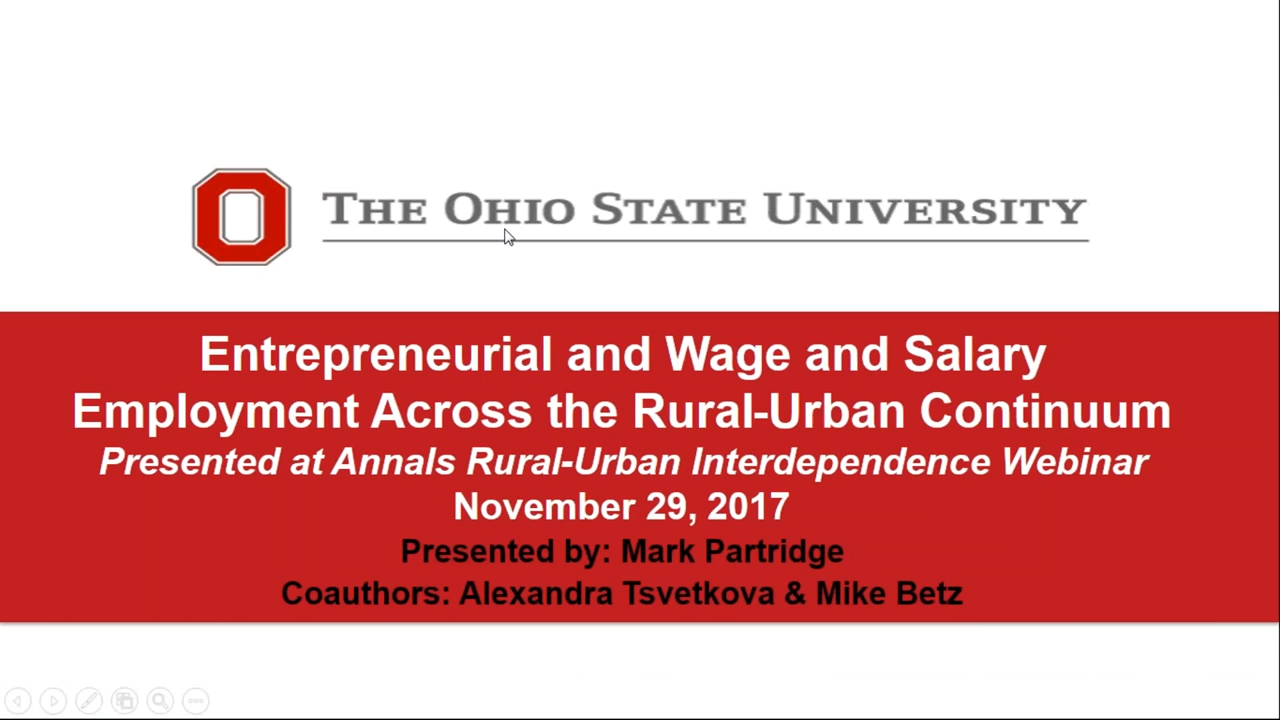 THE OHIO STATE UNIVERSITY
Entrepreneurial and Wage and Salary
Employment Across the Rural-Urban Continuum
Presented at Annals Rural-Urban Interdependence Webinar
November 29, 2017
Presented by: Mark Partridge
Coauthors: Alexandra Tsvetkova & Mike Betz